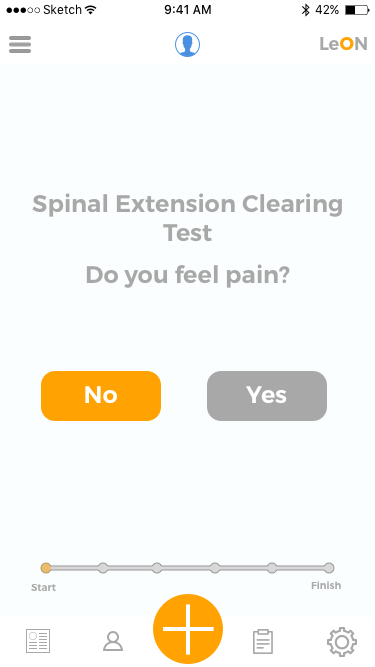 Sketch 9:41 AM 42%
LeON
Spinal Extension Clearing
Test
Do you feel pain?
No Yes
Start Finish